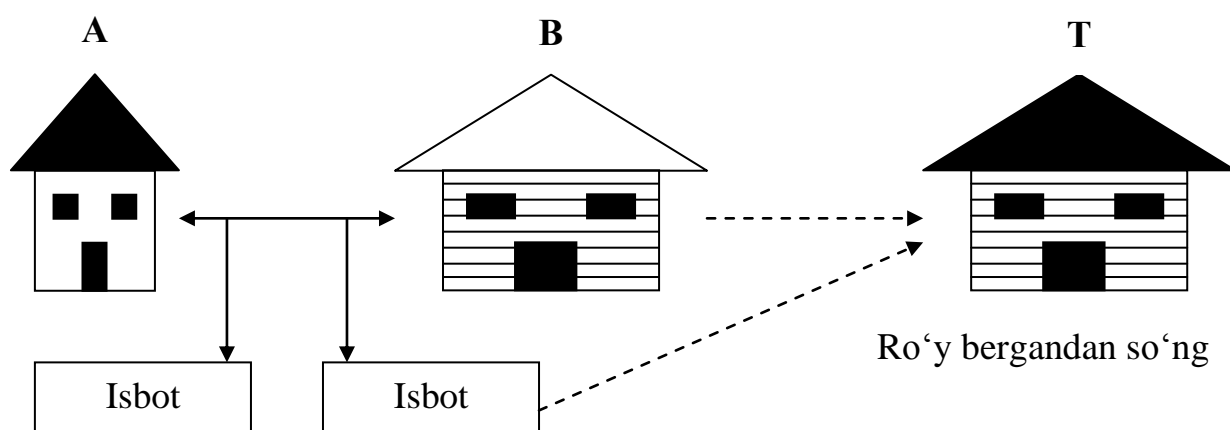 A
B
T
Ro‘y bergandan so‘ng
Isbot
Isbot